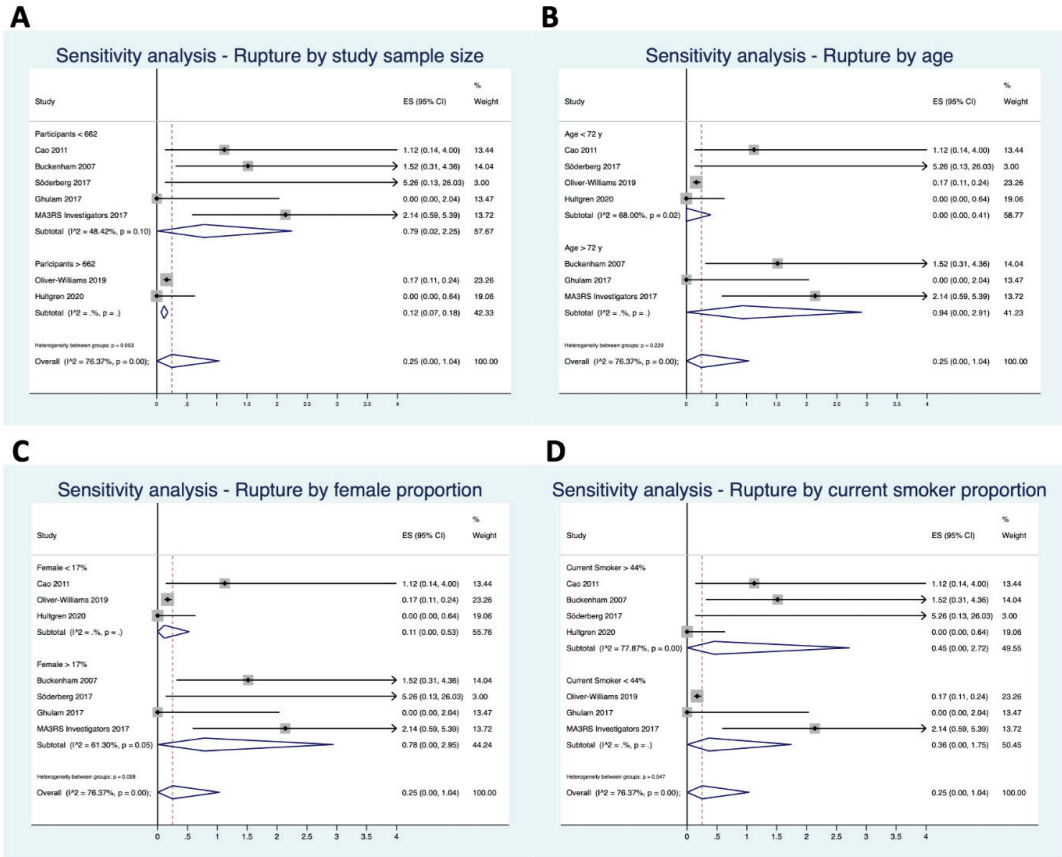 A
Sensitivity analysis - Rupture by study sample size
%
Study ES (95% CI) Weight
Participants < 662
Cao 2011 1.12 (0.14, 4.00) 13.44
Buckenham 2007 1.52 (0.31, 4.36) 14.04
Söderberg 2017 5.26 (0.13, 26.03) 3.00
Ghulam 2017 0.00 (0.00, 2.04) 13.47
MA3RS Investigators 2017 2.14 (0.59, 5.39) 13.72
Subtotal (I^2 = 48.42%, p = 0.10) 0.79 (0.02, 2.25) 57.67
Paricipants > 662
Oliver-Williams 2019 0.17 (0.11, 0.24) 23.26
Hultgren 2020 0.00 (0.00, 0.64) 19.06
Subtotal (I^2 = .%, p = .) 0.12 (0.07, 0.18) 42.33
Heterogeneity between groups: p = 0.003
Overall (I^2 = 76.37%, p = 0.00); 0.25 (0.00, 1.04) 100.00
0 .5 1 1.5 2 2.5 3 3.5 4
B
Sensitivity analysis - Rupture by age
%
Study ES (95% CI) Weight
Age < 72 y
Cao 2011 1.12 (0.14, 4.00) 13.44
Söderberg 2017 5.26 (0.13, 26.03) 3.00
Oliver-Williams 2019 0.17 (0.11, 0.24) 23.26
Hultgren 2020 0.00 (0.00, 0.64) 19.06
Subtotal (I^2 = 68.00%, p = 0.02) 0.00 (0.00, 0.41) 58.77
Age > 72 y
Buckenham 2007 1.52 (0.31, 4.36) 14.04
Ghulam 2017 0.00 (0.00, 2.04) 13.47
MA3RS Investigators 2017 2.14 (0.59, 5.39) 13.72
Subtotal (I^2 = .%, p = .) 0.94 (0.00, 2.91) 41.23
Heterogeneity between groups: p = 0.220
Overall (I^2 = 76.37%, p = 0.00); 0.25 (0.00, 1.04) 100.00
0 .5 1 1.5 2 2.5 3 3.5 4
C
Sensitivity analysis - Rupture by female proportion
%
Study ES (95% CI) Weight
Female < 17%
Cao 2011 1.12 (0.14, 4.00) 13.44
Oliver-Williams 2019 0.17 (0.11, 0.24) 23.26
Hultgren 2020 0.00 (0.00, 0.64) 19.06
Subtotal (I^2 = .%, p = .) 0.11 (0.00, 0.53) 55.76
Female > 17%
Buckenham 2007 1.52 (0.31, 4.36) 14.04
Söderberg 2017 5.26 (0.13, 26.03) 3.00
Ghulam 2017 0.00 (0.00, 2.04) 13.47
MA3RS Investigators 2017 2.14 (0.59, 5.39) 13.72
Subtotal (I^2 = 61.30%, p = 0.05) 0.78 (0.00, 2.95) 44.24
Heterogeneity between groups: p =
Overall (I^2 = 76.37%, p = 0.00); 0.25 (0.00, 1.04) 100.00
0 .5 1 1.5 2 2.5 3 3.5 4
D
Sensitivity analysis - Rupture by current smoker proportion
%
Study ES (95% CI) Weight
Current Smoker > 44%
Cao 2011 1.12 (0.14, 4.00) 13.44
Buckenham 2007 1.52 (0.31, 4.36) 14.04
Söderberg 2017 5.26 (0.13, 26.03) 3.00
Hultgren 2020 0.00 (0.00, 0.64) 19.06
Subtotal (I^2 = 77.87%, p = 0.00) 0.45 (0.00, 2.72) 49.55
Current Smoker < 44%
Oliver-Williams 2019 0.17 (0.11, 0.24) 23.26
Ghulam 2017 0.00 (0.00, 2.04) 13.47
MA3RS Investigators 2017 2.14 (0.59, 5.39) 13.72
Subtotal (I^2 = .%, p = .) 0.36 (0.00, 1.75) 50.45
Heterogeneity between groups: p = 0.547
Overall (I^2 = 76.37%, p = 0.00); 0.25 (0.00, 1.04) 100.00
0 .5 1 1.5 2 2.5 3 3.5 4